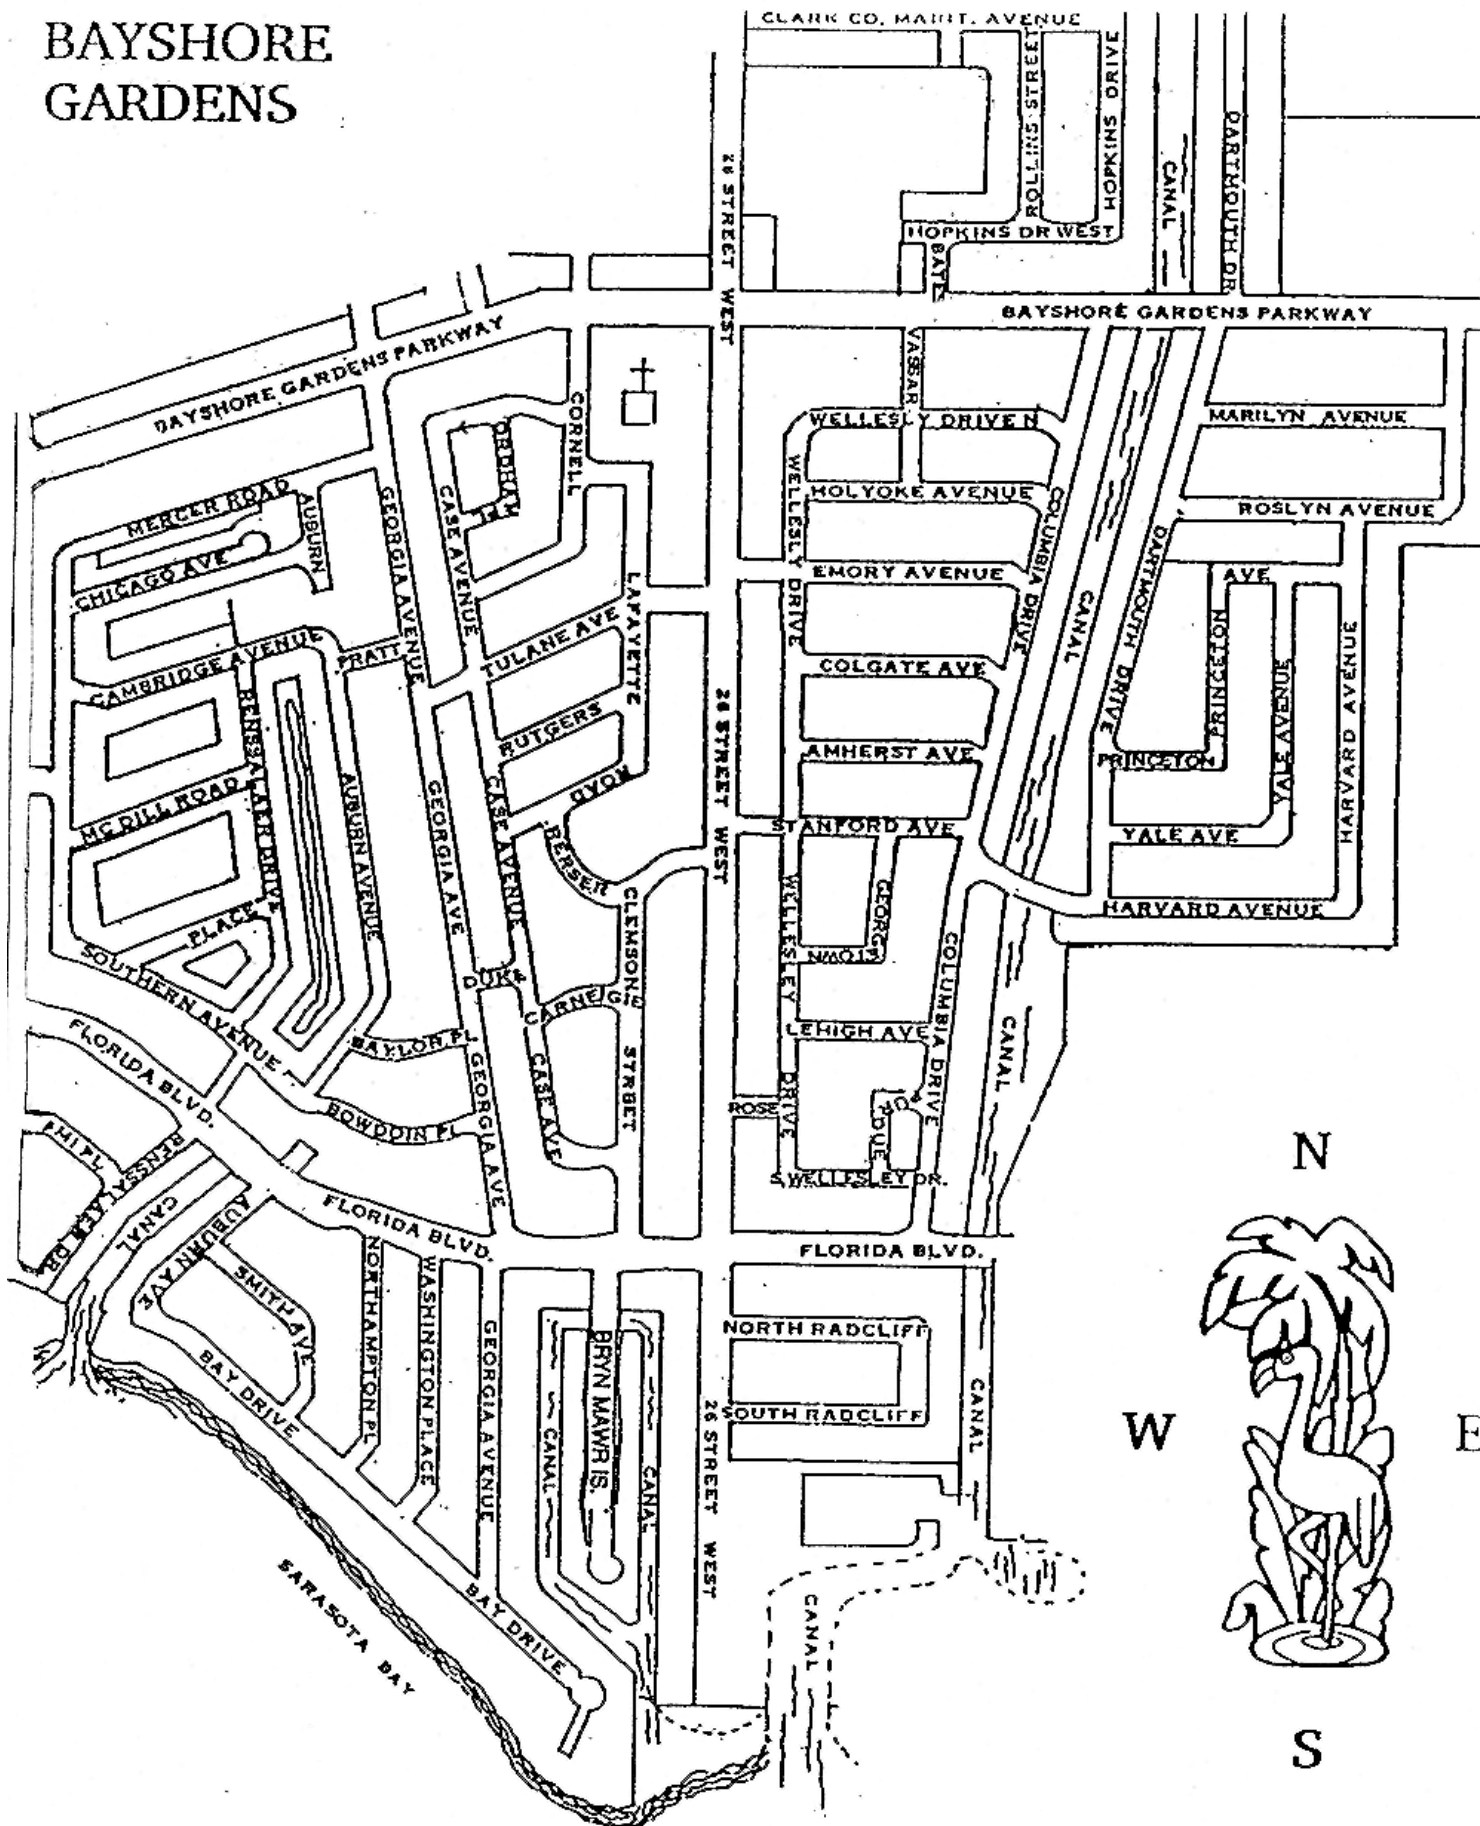 BAYSHORE
GARDENS
CLARK CO. MAINT. AVENUE
ROLLINS STREET
HOPKINS DRIVE
CANAL
DARTMOUTH DR
26 STREET WEST
HOPKINS DR WEST
BATE
BAYSHORE GARDENS PARKWAY
BAYSHORE GARDENS PARKWAY
VASSAR
CORNELL
WELLESLY DRIVE N
MARILYN AVENUE
MERCER ROAD
AUBURN
GEORGIA AVENUE
CASE AVENUE
WELLESLY DRIVE
HOLYOKE AVENUE
COLUMBIA DRIVE
ROSLYN AVENUE
CHICAGO AVE
EMORY AVENUE
CANAL
DARTMOUTH DRIVE
AVE
LAFAYETTE
TULANE AVE
CAMBRIDGE AVENUE
PRATT
COLGATE AVE
PRINCETON
YALE AVENUE
HARVARD AVENUE
RENSSALAER DRIVE
RUTGERS
ROAD
26 STREET WEST
AMHERST AVE
PRINCETON
MC DILL ROAD
AUBURN AVENUE
GEORGIA AVE
CASE AVENUE
BERSER
STANFORD AVE
YALE AVE
CLEMSON
STREET
WELLESLEY
DRIVE
GEORG
COLUMBIA DRIVE
HARVARD AVENUE
PLACE
SOUTHERN AVENUE
DUKE
CARNEIGIE
LEHIGH AVE
CANAL
FLORIDA BLVD.
BAYLOR PL
GEORGIA AVE
CASE AVE
ROSE
BOWDOIN PL
PURDUE
S. WELLESLEY DR.
RENSSALAER DR
CANAL
AUBURN AVE
FLORIDA BLVD.
FLORIDA BLVD.
SMITH AVE
NORTHAMPTON PL
WASHINGTON PLACE
GEORGIA AVENUE
BRYN MAWR IS.
CANAL
CANAL
NORTH RADCLIFF
SOUTH RADCLIFF
CANAL
26 STREET WEST
BAY DRIVE
BAY DRIVE
SARASOTA BAY
CANAL
N
W
E
S